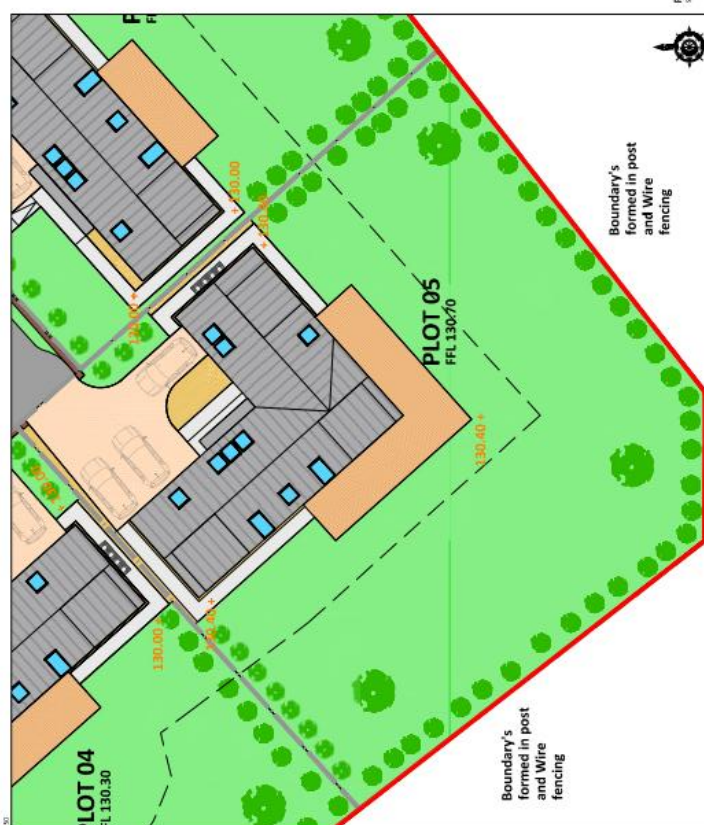 130.00 +
+ 130.00
130.00 +
PLOT 05
FFL 130.70
130.40 +
130.00 +
130.40 +
PLOT 04
FFL 130.30
Boundary's
formed in post
and Wire
fencing
Boundary's
formed in post
and Wire
fencing